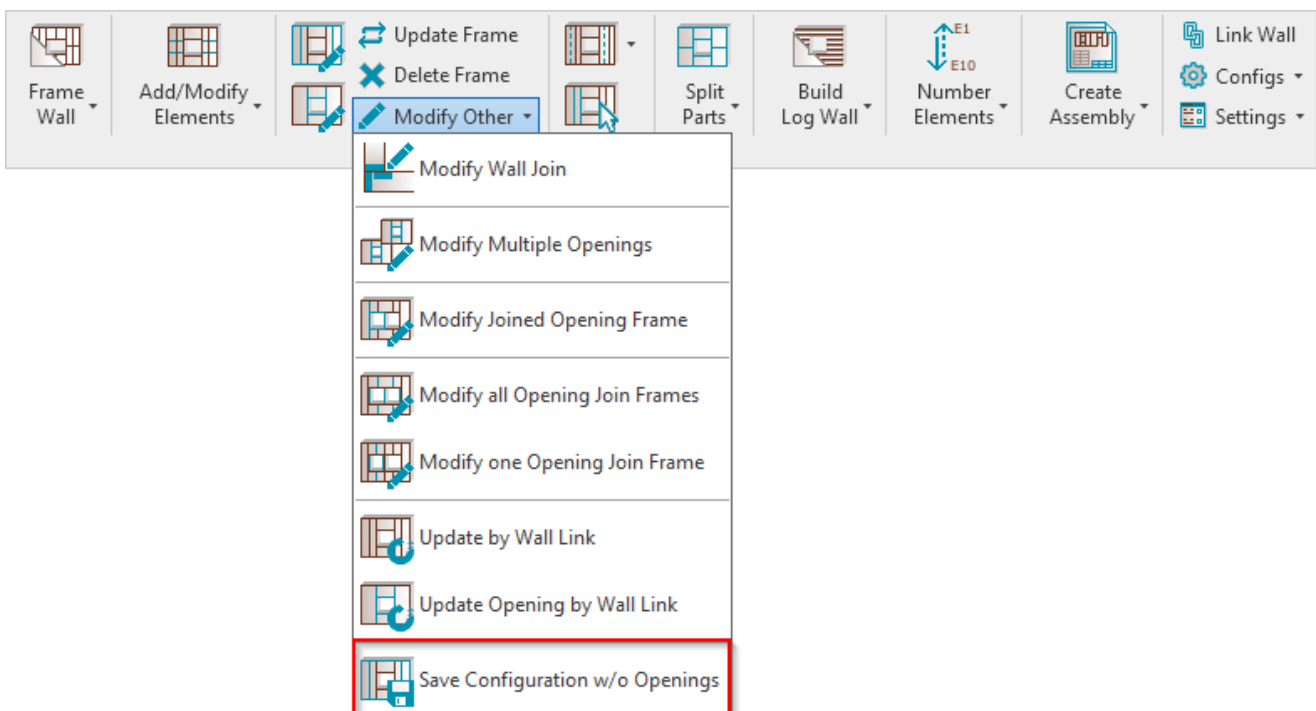 Frame
Wall
Add/Modify
Elements
Update Frame
Delete Frame
Modify Other
Split
Parts
Build
Log Wall
E1
E10
Number
Elements
Create
Assembly
Link Wall
Configs
Settings
Modify Wall Join
Modify Multiple Openings
Modify Joined Opening Frame
Modify all Opening Join Frames
Modify one Opening Join Frame
Update by Wall Link
Update Opening by Wall Link
Save Configuration w/o Openings